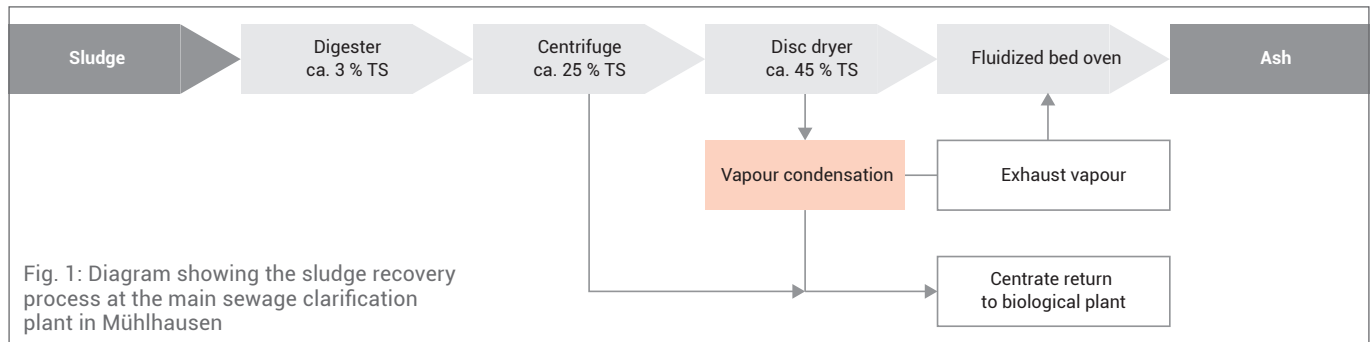 Sludge
Digester
ca. 3 % TS
Centrifuge
ca. 25 % TS
Disc dryer
ca. 45 % TS
Fluidized bed oven
Ash
Vapour condensation
Exhaust vapour
Centrate return
to biological plant
Fig. 1: Diagram showing the sludge recovery
process at the main sewage clarification
plant in Mühlhausen